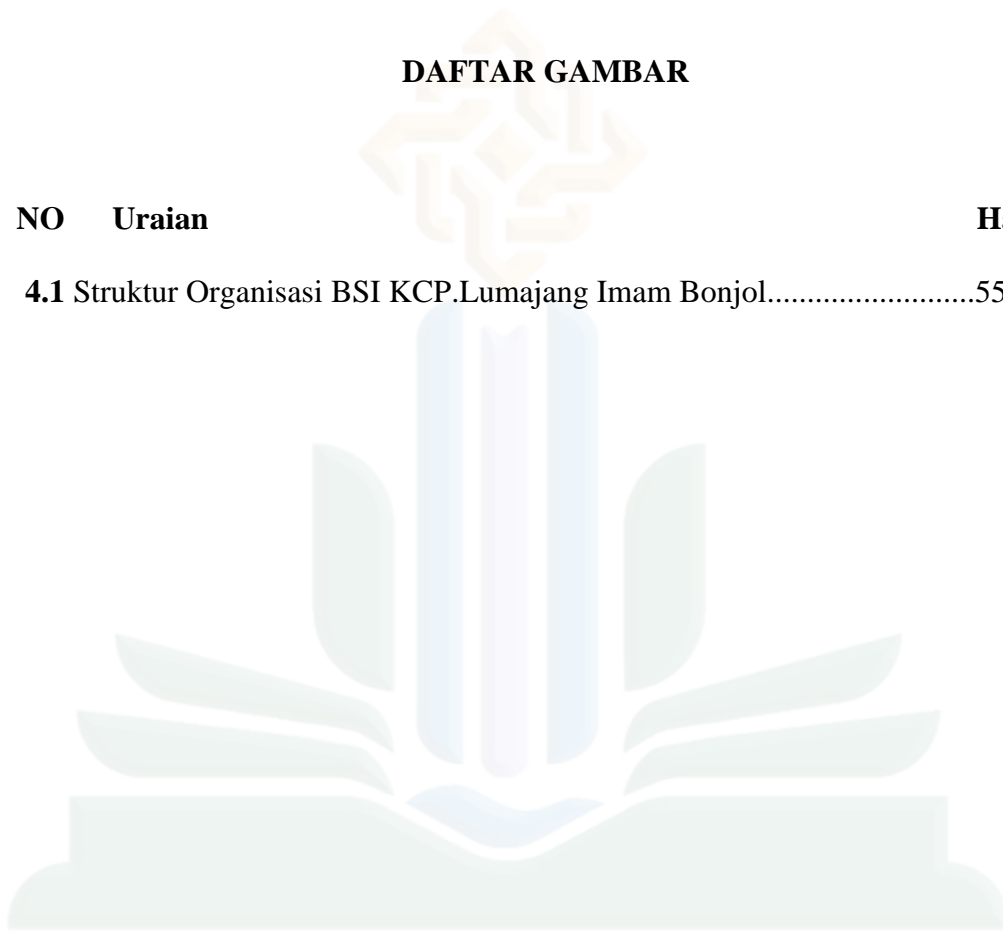 DAFTAR GAMBAR
NO Uraian
4.1 Struktur Organisasi BSI KCP.Lumajang Imam Bonjol..........................55